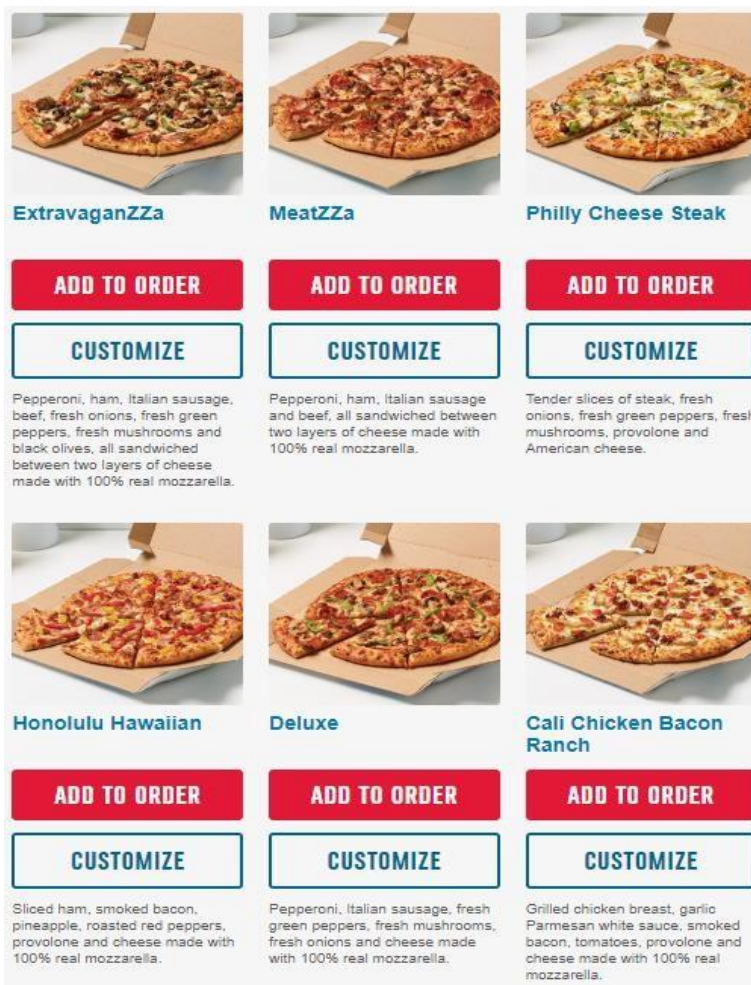 ExtravaganZZa
MeatZZa
Philly Cheese Steak
ADD TO ORDER
ADD TO ORDER
ADD TO ORDER
CUSTOMIZE
CUSTOMIZE
CUSTOMIZE
Pepperoni, ham, Italian sausage,
beef, fresh onions, fresh green
peppers, fresh mushrooms and
black olives, all sandwiched
between two layers of cheese
made with 100% real mozzarella.
Pepperoni, ham, Italian sausage
and beef, all sandwiched between
two layers of cheese made with
100% real mozzarella.
Tender slices of steak, fresh
onions, fresh green peppers, fresh
mushrooms, provolone and
American cheese.
Honolulu Hawaiian
Deluxe
Cali Chicken Bacon
Ranch
ADD TO ORDER
ADD TO ORDER
ADD TO ORDER
CUSTOMIZE
CUSTOMIZE
CUSTOMIZE
Sliced ham, smoked bacon,
pineapple, roasted red peppers,
provolone and cheese made with
100% real mozzarella.
Pepperoni, Italian sausage, fresh
green peppers, fresh mushrooms,
fresh onions and cheese made
with 100% real mozzarella.
Grilled chicken breast, garlic
Parmesan white sauce, smoked
bacon, tomatoes, provolone and
cheese made with 100% real
mozzarella.